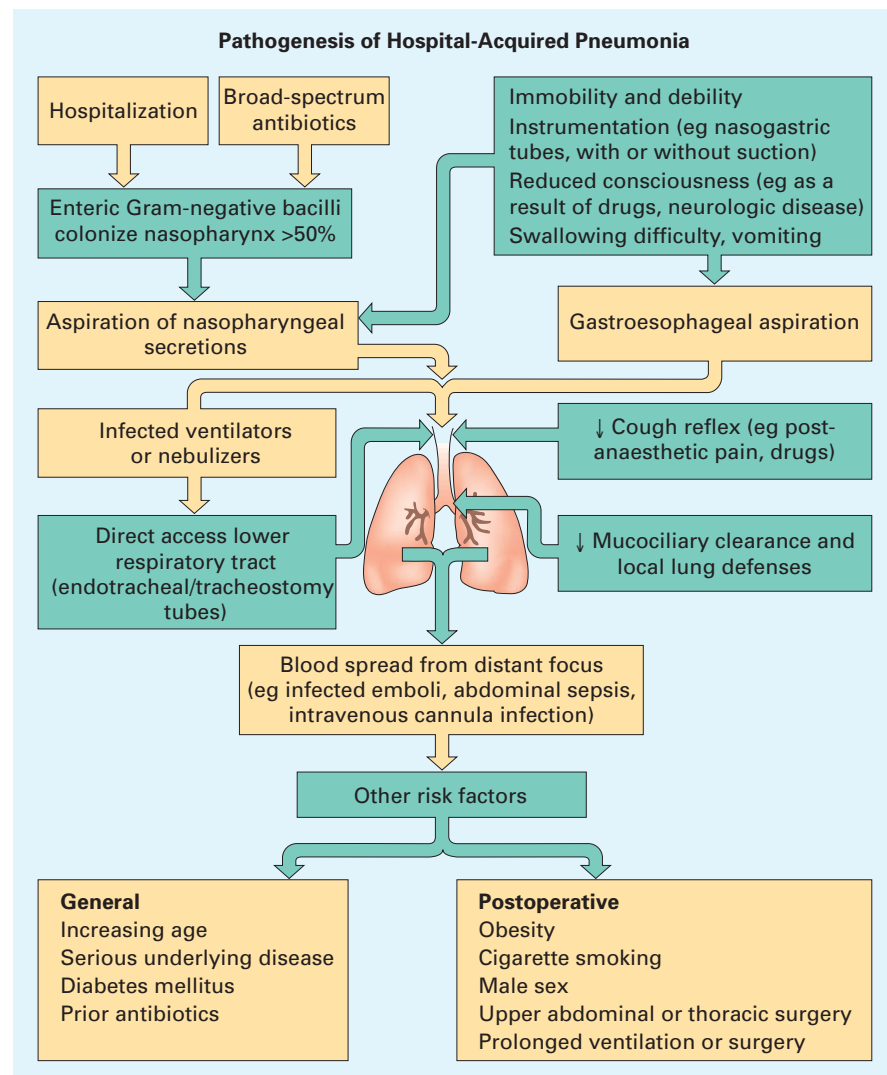 Pathogenesis of Hospital-Acquired Pneumonia
Hospitalization
Broad-spectrum
antibiotics
Immobility and debility
Instrumentation (eg nasogastric
tubes, with or without suction)
Reduced consciousness (eg as a
result of drugs, neurologic disease)
Swallowing difficulty, vomiting
Enteric Gram-negative bacilli
colonize nasopharynx >50%
Aspiration of nasopharyngeal
secretions
Gastroesophageal aspiration
Infected ventilators
or nebulizers
↓ Cough reflex (eg post-
anaesthetic pain, drugs)
Direct access lower
respiratory tract
(endotracheal/tracheostomy
tubes)
↓ Mucociliary clearance and
local lung defenses
Blood spread from distant focus
(eg infected emboli, abdominal sepsis,
intravenous cannula infection)
Other risk factors
General
Increasing age
Serious underlying disease
Diabetes mellitus
Prior antibiotics
Postoperative
Obesity
Cigarette smoking
Male sex
Upper abdominal or thoracic surgery
Prolonged ventilation or surgery